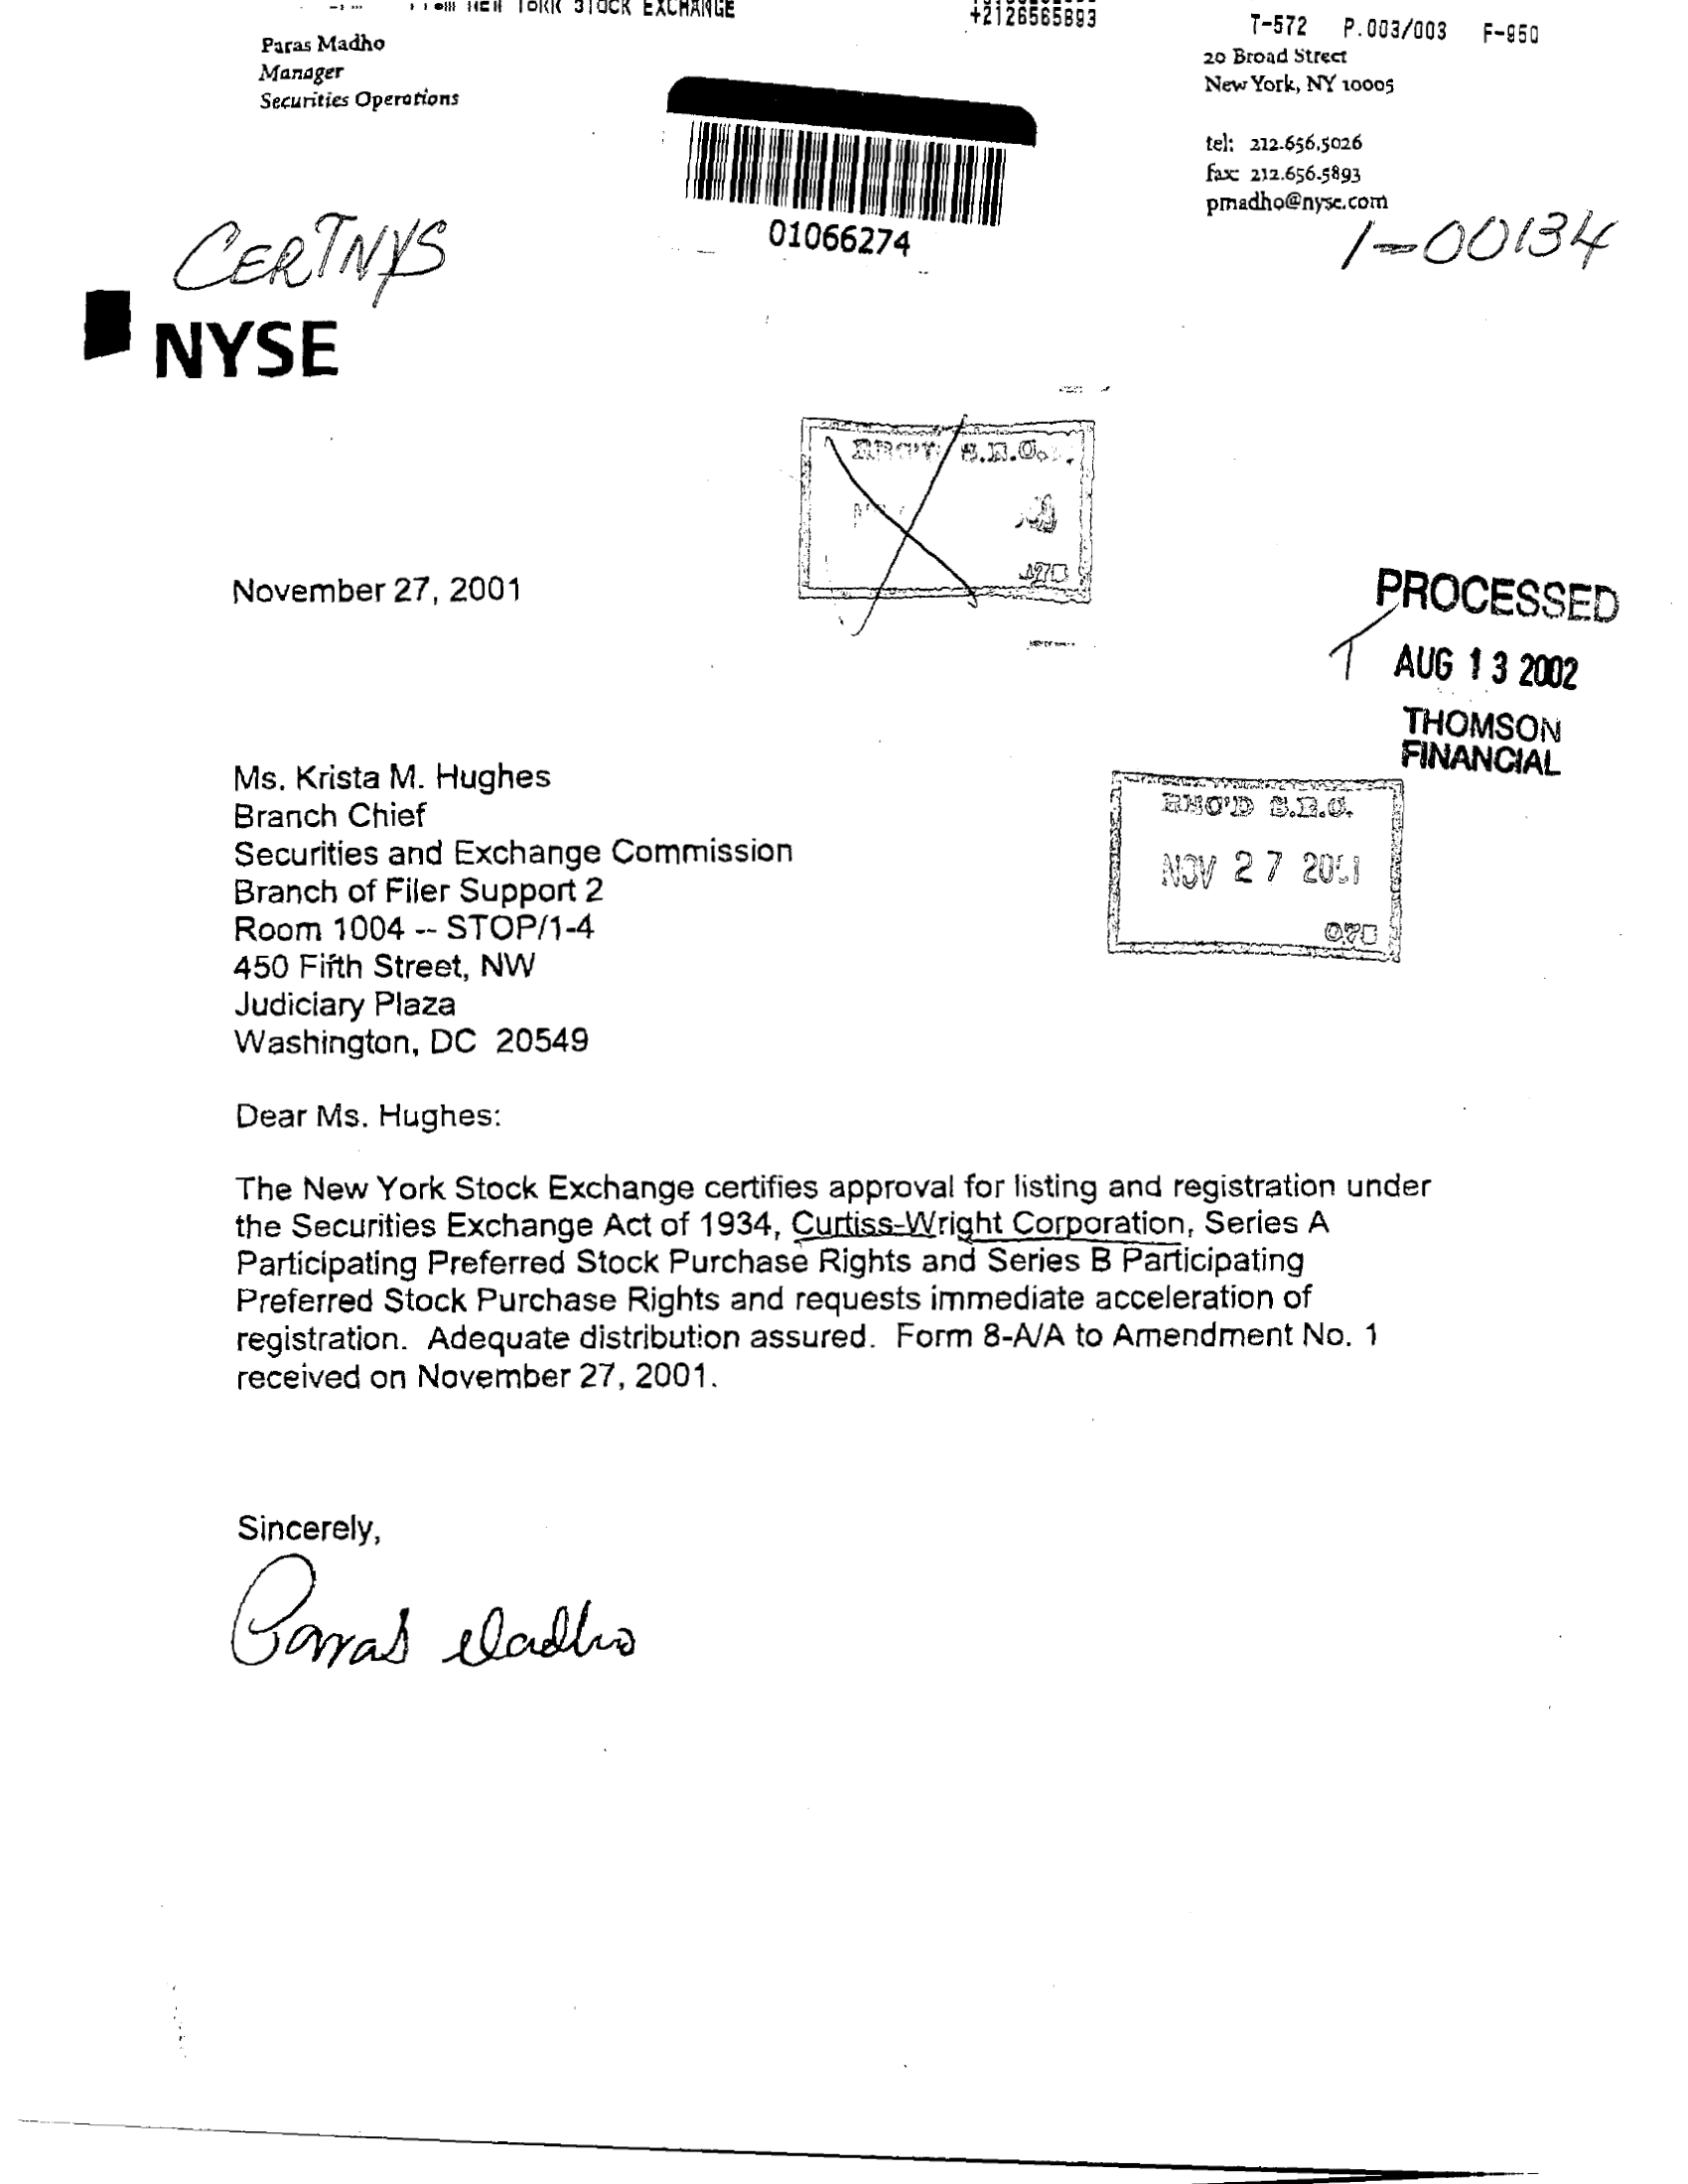 NEW YORK STOCK EXCHANGE
+2126565893
T-572 P.003/003 F-950
Paras Madho
Manager
Securities Operations
20 Broad Street
New York, NY 10005
tel: 212.656.5026
fax: 212.656.5893
pmadho@nyse.com
01066274
CERTNYS
1-00134
NYSE
S.E.C.
070
November 27, 2001
PROCESSED
AUG 13 2002
THOMSON
FINANCIAL
Ms. Krista M. Hughes
Branch Chief
Securities and Exchange Commission
Branch of Filer Support 2
Room 1004 -- STOP/1-4
450 Fifth Street, NW
Judiciary Plaza
Washington, DC 20549
REC'D S.E.C.
NOV 27 2001
070
Dear Ms. Hughes:
The New York Stock Exchange certifies approval for listing and registration under
the Securities Exchange Act of 1934, Curtiss-Wright Corporation, Series A
Participating Preferred Stock Purchase Rights and Series B Participating
Preferred Stock Purchase Rights and requests immediate acceleration of
registration. Adequate distribution assured. Form 8-A/A to Amendment No. 1
received on November 27, 2001.
Sincerely,
Paras Madho